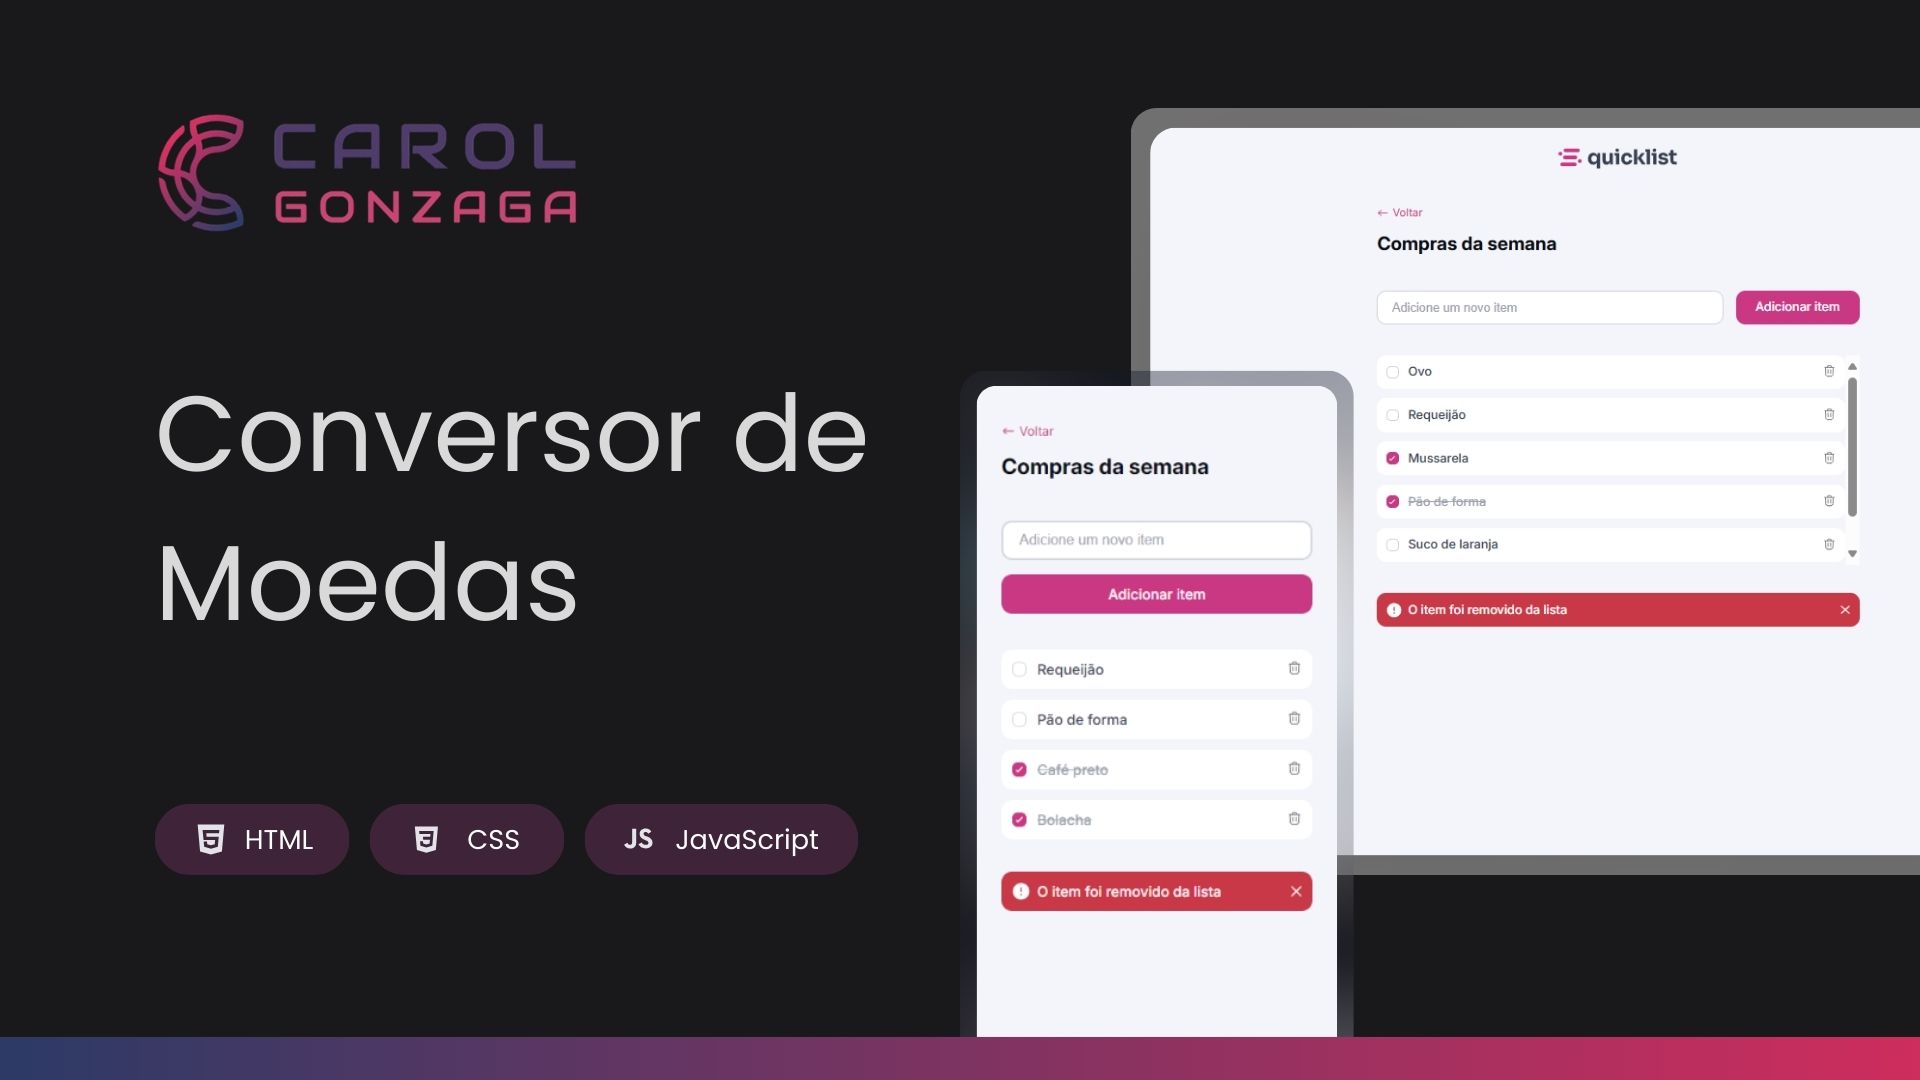 CAROL
GONZAGA
Conversor de
Moedas
HTML
CSS
JS JavaScript
quicklist
← Voltar
Compras da semana
Adicione um novo item
Adicionar item
Ovo
Requeijão
Mussarela
Pão de forma
Suco de laranja
O item foi removido da lista
← Voltar
Compras da semana
Adicione um novo item
Adicionar item
Requeijão
Pão de forma
Café preto
Bolacha
O item foi removido da lista